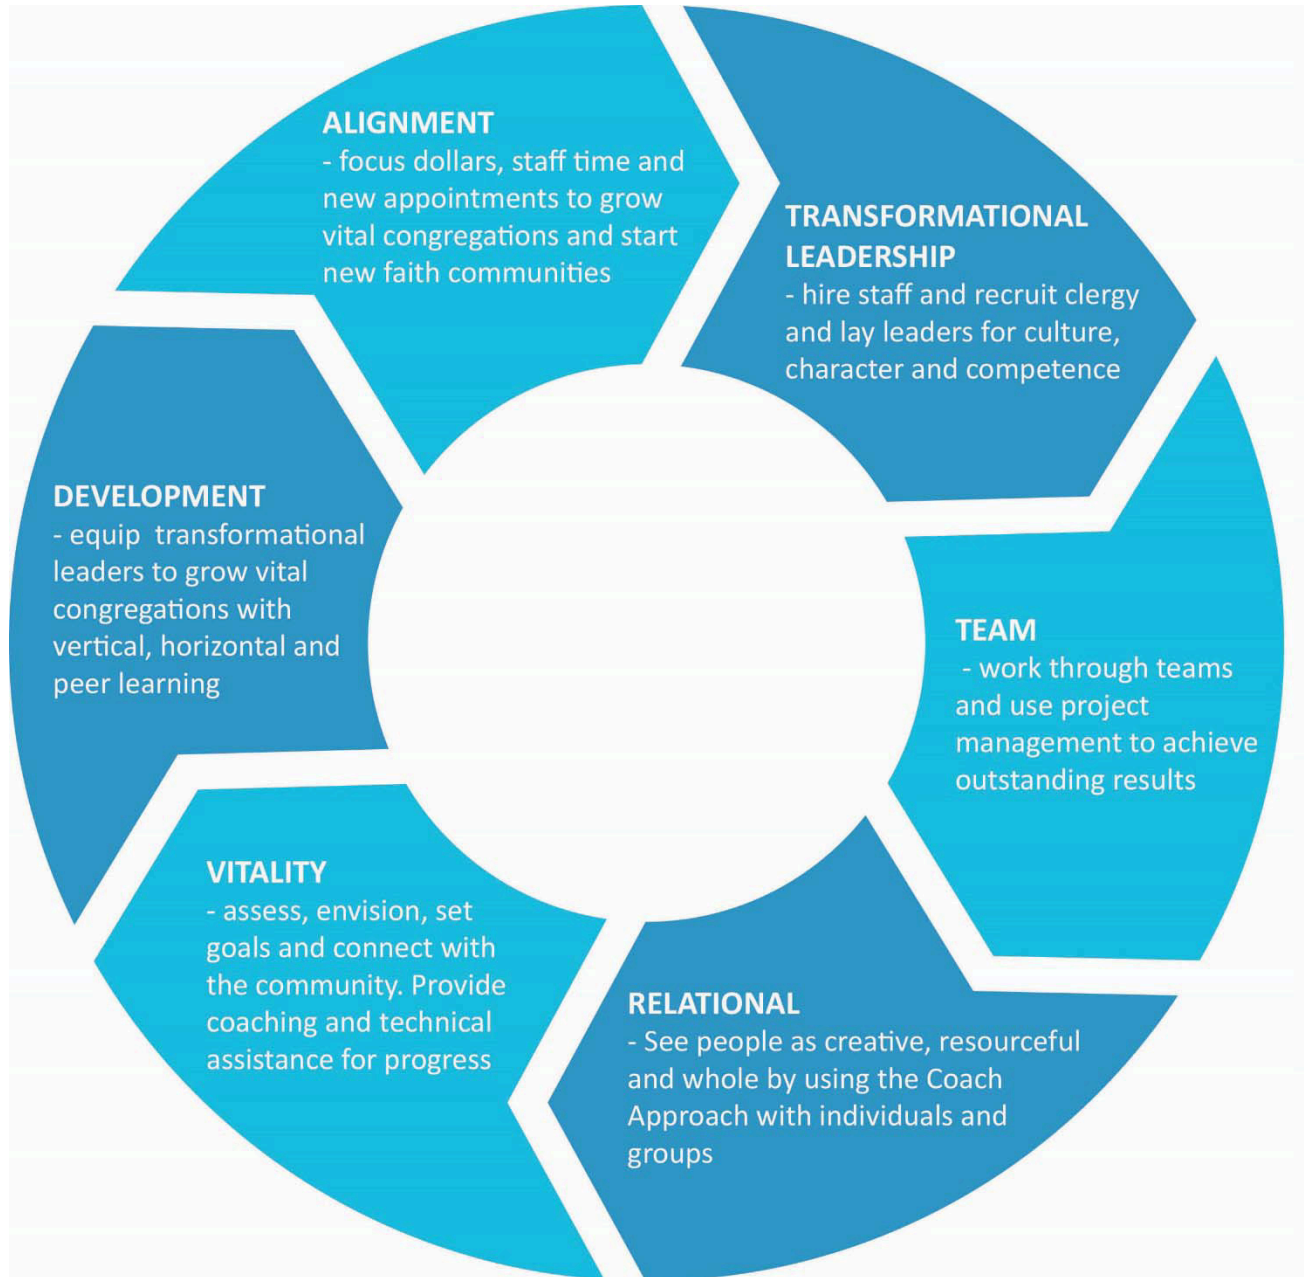 ALIGNMENT
- focus dollars, staff time and
new appointments to grow
vital congregations and start
new faith communities
TRANSFORMATIONAL
LEADERSHIP
- hire staff and recruit clergy
and lay leaders for culture,
character and competence
TEAM
- work through teams
and use project
management to achieve
outstanding results
RELATIONAL
- See people as creative, resourceful
and whole by using the Coach
Approach with individuals and
groups
VITALITY
- assess, envision, set
goals and connect with
the community. Provide
coaching and technical
assistance for progress
DEVELOPMENT
- equip transformational
leaders to grow vital
congregations with
vertical, horizontal and
peer learning